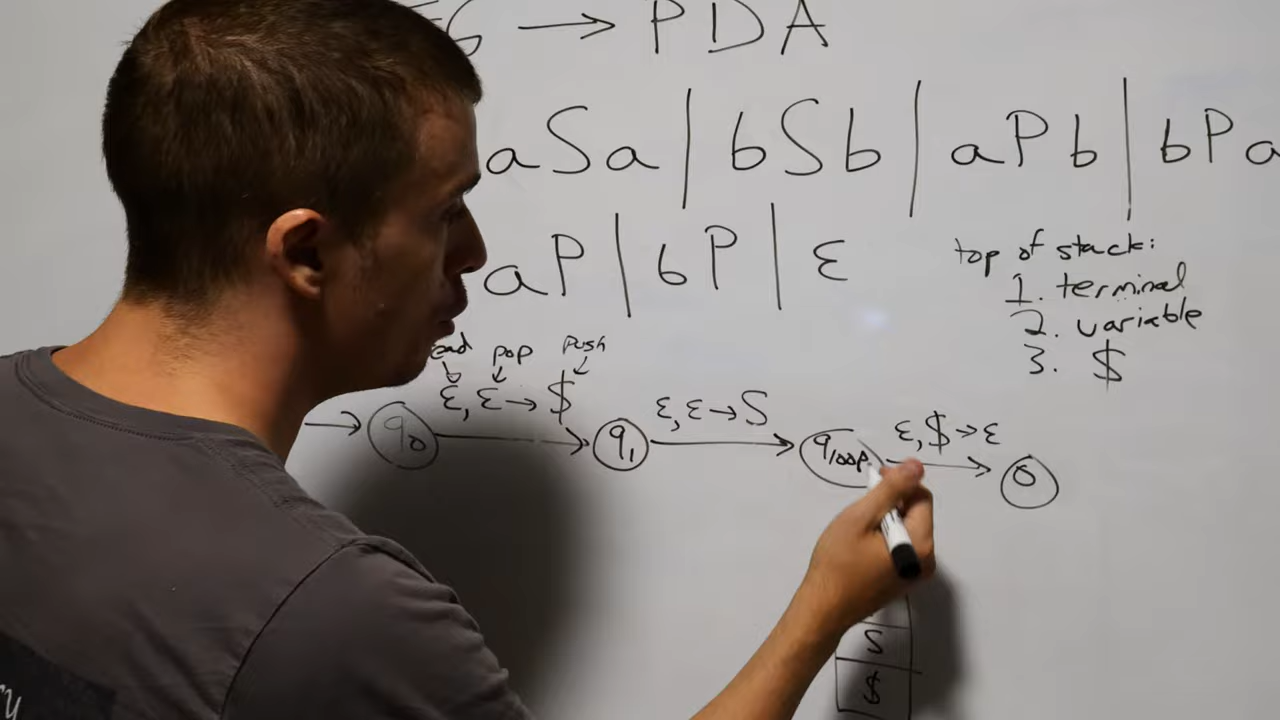 G → PDA
aSa | bSb | aPb | bPa
aP | bP | ε
top of stack:
1. terminal
2. variable
3. $
pop push
ε, ε → $
ε, ε → S
ε, $ → ε
q0 q1 qloop
S
$